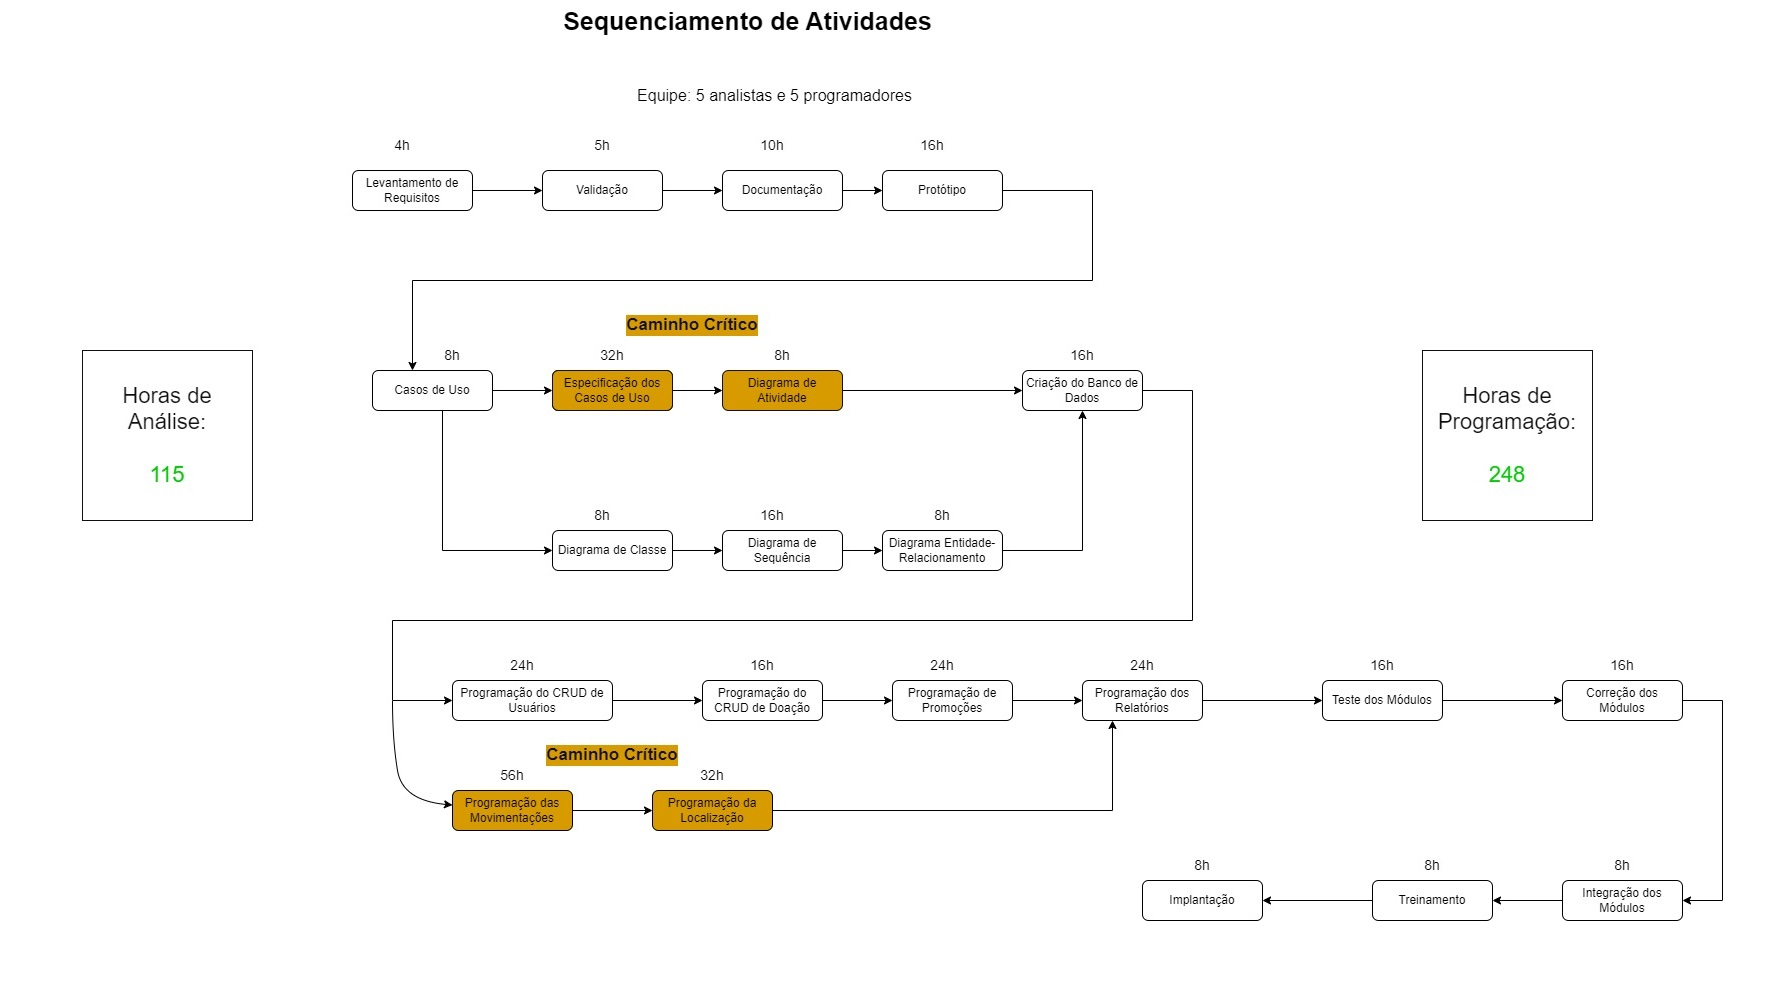 Sequenciamento de Atividades
Equipe: 5 analistas e 5 programadores
4h
5h
10h
16h
Levantamento de
Requisitos
Validação
Documentação
Protótipo
Caminho Crítico
8h
32h
8h
16h
Casos de Uso
Especificação dos
Casos de Uso
Diagrama de
Atividade
Criação do Banco de
Dados
Horas de
Análise:
115
Horas de
Programação:
248
8h
16h
8h
Diagrama de Classe
Diagrama de
Sequência
Diagrama Entidade-
Relacionamento
24h
16h
24h
24h
16h
16h
Programação do CRUD de
Usuários
Programação do
CRUD de Doação
Programação de
Promoções
Programação dos
Relatórios
Teste dos Módulos
Correção dos
Módulos
Caminho Crítico
56h
32h
Programação das
Movimentações
Programação da
Localização
8h
8h
8h
Implantação
Treinamento
Integração dos
Módulos